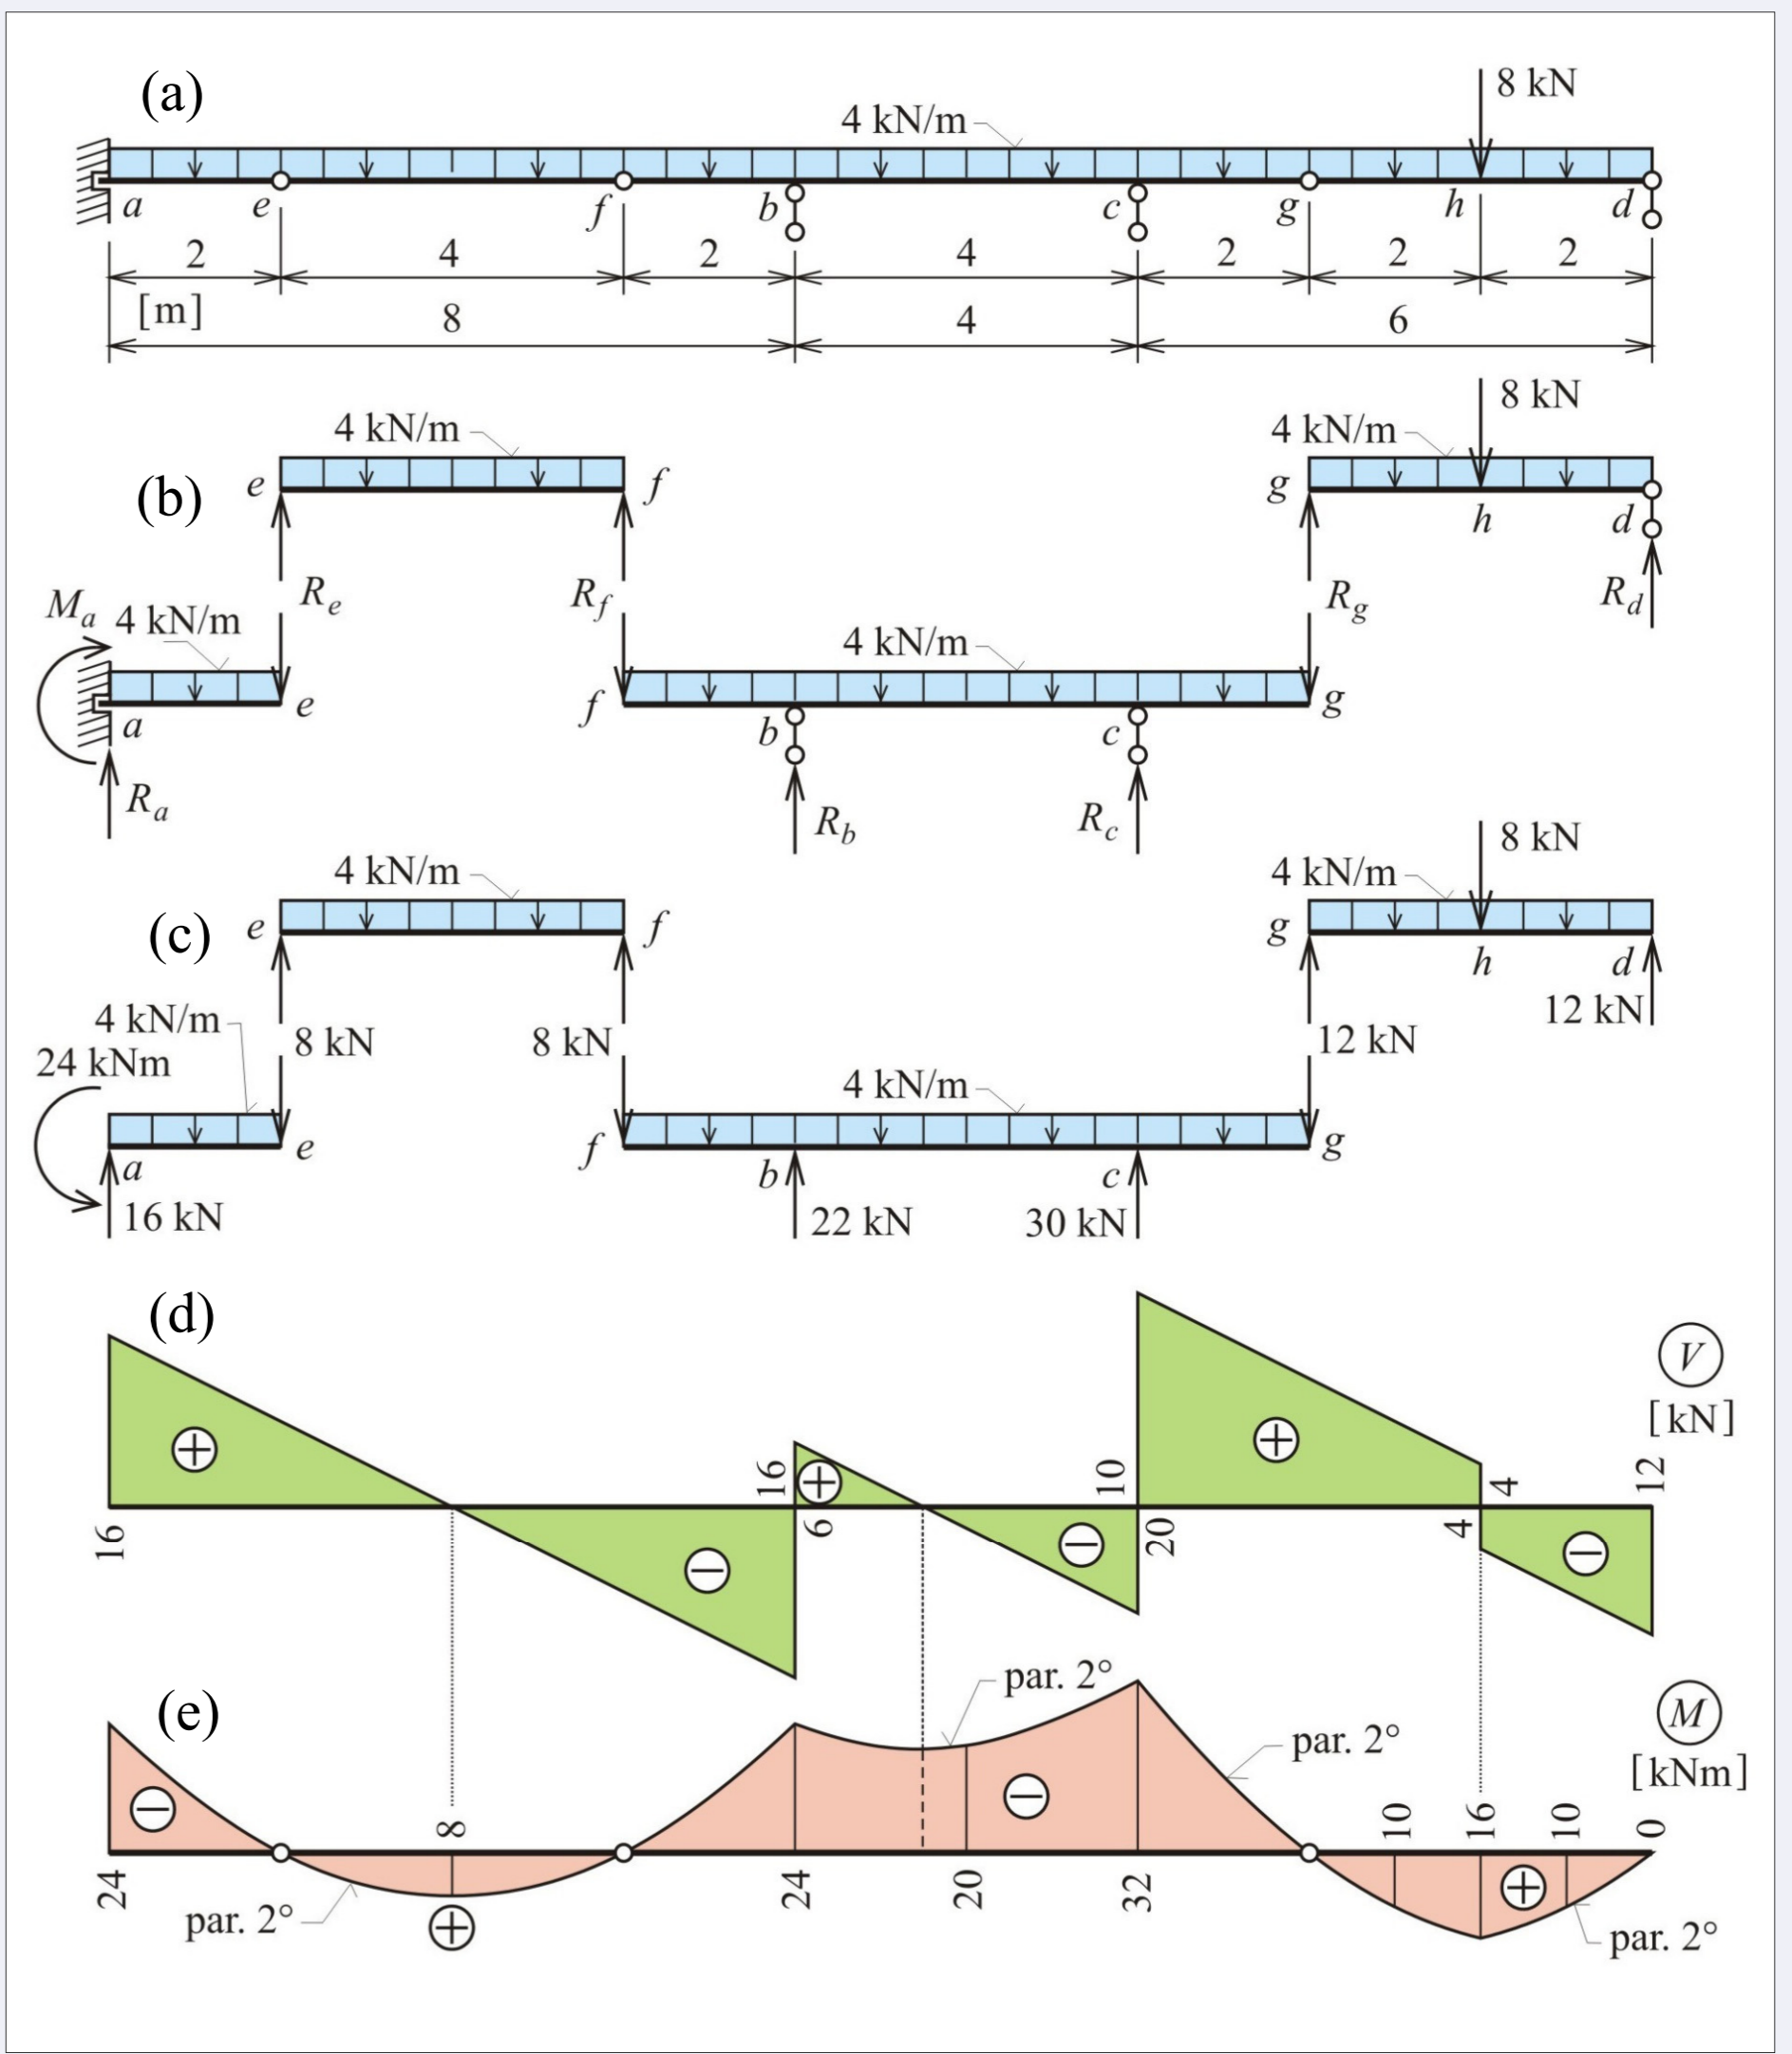 (a)
8 kN
4 kN/m
a e f b c g h d
2 4 2 4 2 2 2
[m] 8 4 6
8 kN
4 kN/m 4 kN/m
(b) e f g h d
Mₐ 4 kN/m Rₑ R_f 4 kN/m R_g R_d
a e f b c g
Rₐ R_b R_c
8 kN
4 kN/m 4 kN/m
(c) e f g h d
12 kN
4 kN/m 8 kN 8 kN 12 kN
24 kNm 4 kN/m
a e f b c g
16 kN 22 kN 30 kN
(d)
V
[kN]
+ + + 16 10 4 12
16 − 6 − 20 4 −
(e) par. 2° par. 2° M
[kNm]
− 8 − 10 16 10 0
24 par. 2° + 24 20 32 + par. 2°